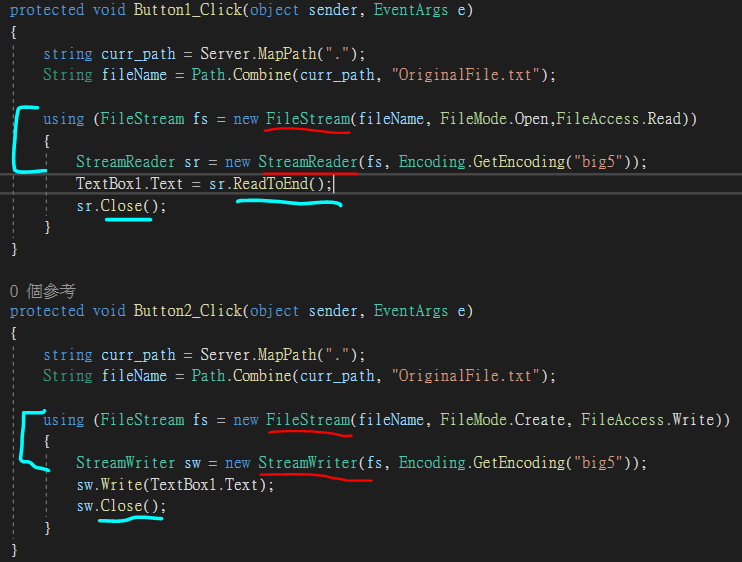 protected void Button1_Click(object sender, EventArgs e)
{
string curr_path = Server.MapPath(".");
String fileName = Path.Combine(curr_path, "OriginalFile.txt");
using (FileStream fs = new FileStream(fileName, FileMode.Open,FileAccess.Read))
{
StreamReader sr = new StreamReader(fs, Encoding.GetEncoding("big5"));
TextBox1.Text = sr.ReadToEnd();
sr.Close();
}
}
0 個參考
protected void Button2_Click(object sender, EventArgs e)
{
string curr_path = Server.MapPath(".");
String fileName = Path.Combine(curr_path, "OriginalFile.txt");
using (FileStream fs = new FileStream(fileName, FileMode.Create, FileAccess.Write))
{
StreamWriter sw = new StreamWriter(fs, Encoding.GetEncoding("big5"));
sw.Write(TextBox1.Text);
sw.Close();
}
}